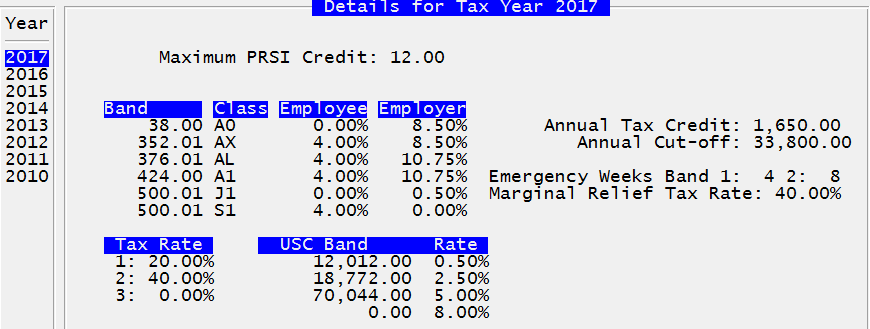 Details for Tax Year 2017
Year
2017
2016
2015
2014
2013
2012
2011
2010
Maximum PRSI Credit: 12.00
Band Class Employee Employer
38.00 A0 0.00% 8.50%
352.01 AX 4.00% 8.50%
376.01 AL 4.00% 10.75%
424.00 A1 4.00% 10.75%
500.01 J1 0.00% 0.50%
500.01 S1 4.00% 0.00%
Annual Tax Credit: 1,650.00
Annual Cut-off: 33,800.00
Emergency Weeks Band 1: 4 2: 8
Marginal Relief Tax Rate: 40.00%
Tax Rate
1: 20.00%
2: 40.00%
3: 0.00%
USC Band Rate
12,012.00 0.50%
18,772.00 2.50%
70,044.00 5.00%
0.00 8.00%